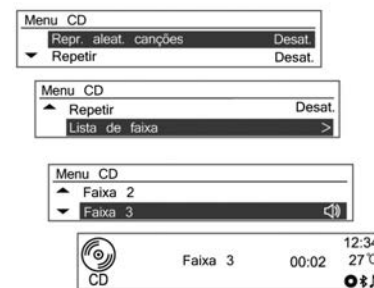 Menu CD
Repr. aleat. canções Desat.
Repetir Desat.
Menu CD
Repetir Desat.
Lista de faixa >
Menu CD
Faixa 2
Faixa 3
12:34
Faixa 3 00:02 27℃
CD